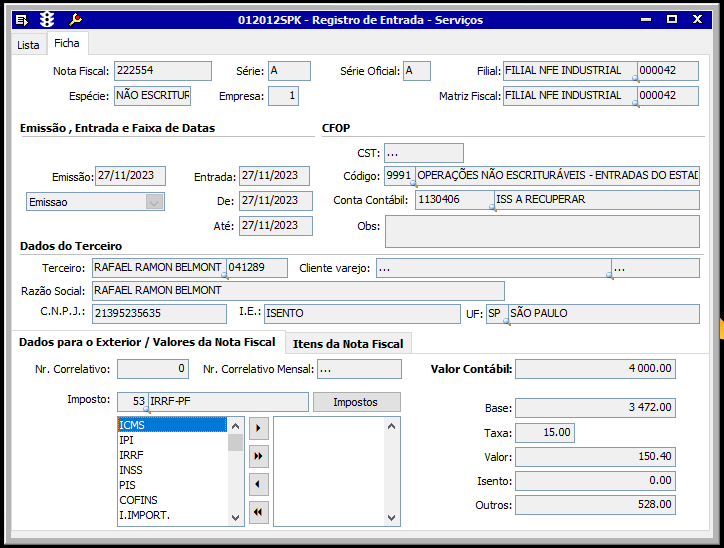 012012SPK - Registro de Entrada - Serviços
Lista Ficha
Nota Fiscal: 222554 Série: A Série Oficial: A Filial: FILIAL NFE INDUSTRIAL 000042
Espécie: NÃO ESCRITUR Empresa: 1 Matriz Fiscal: FILIAL NFE INDUSTRIAL 000042
Emissão , Entrada e Faixa de Datas CFOP
CST: ...
Emissão: 27/11/2023 Entrada: 27/11/2023 Código: 9991 OPERAÇÕES NÃO ESCRITURÁVEIS - ENTRADAS DO ESTAD
Emissao De: 27/11/2023 Conta Contábil: 1130406 ISS A RECUPERAR
Até: 27/11/2023 Obs:
Dados do Terceiro
Terceiro: RAFAEL RAMON BELMONT 041289 Cliente varejo: ... ...
Razão Social: RAFAEL RAMON BELMONT
C.N.P.J.: 21395235635 I.E.: ISENTO UF: SP SÃO PAULO
Dados para o Exterior / Valores da Nota Fiscal Itens da Nota Fiscal
Nr. Correlativo: 0 Nr. Correlativo Mensal: ... Valor Contábil: 4 000.00
Imposto: 53 IRRF-PF Impostos
Base: 3 472.00
ICMS
Taxa: 15.00
IPI
IRRF
Valor: 150.40
INSS
Isento: 0.00
PIS
COFINS
Outros: 528.00
I.IMPORT.